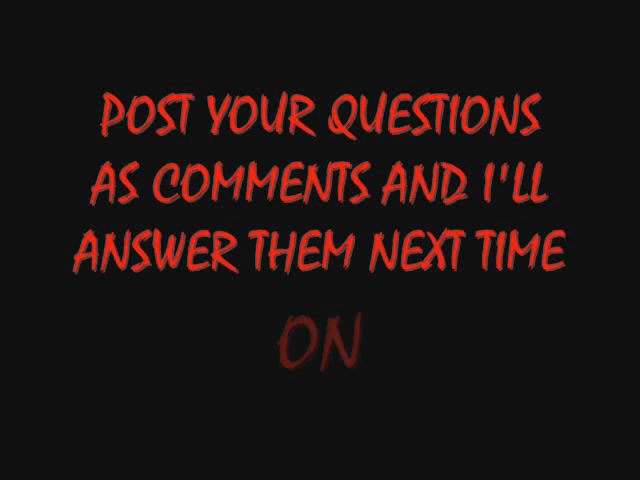 POST YOUR QUESTIONS
AS COMMENTS AND I'LL
ANSWER THEM NEXT TIME
ON